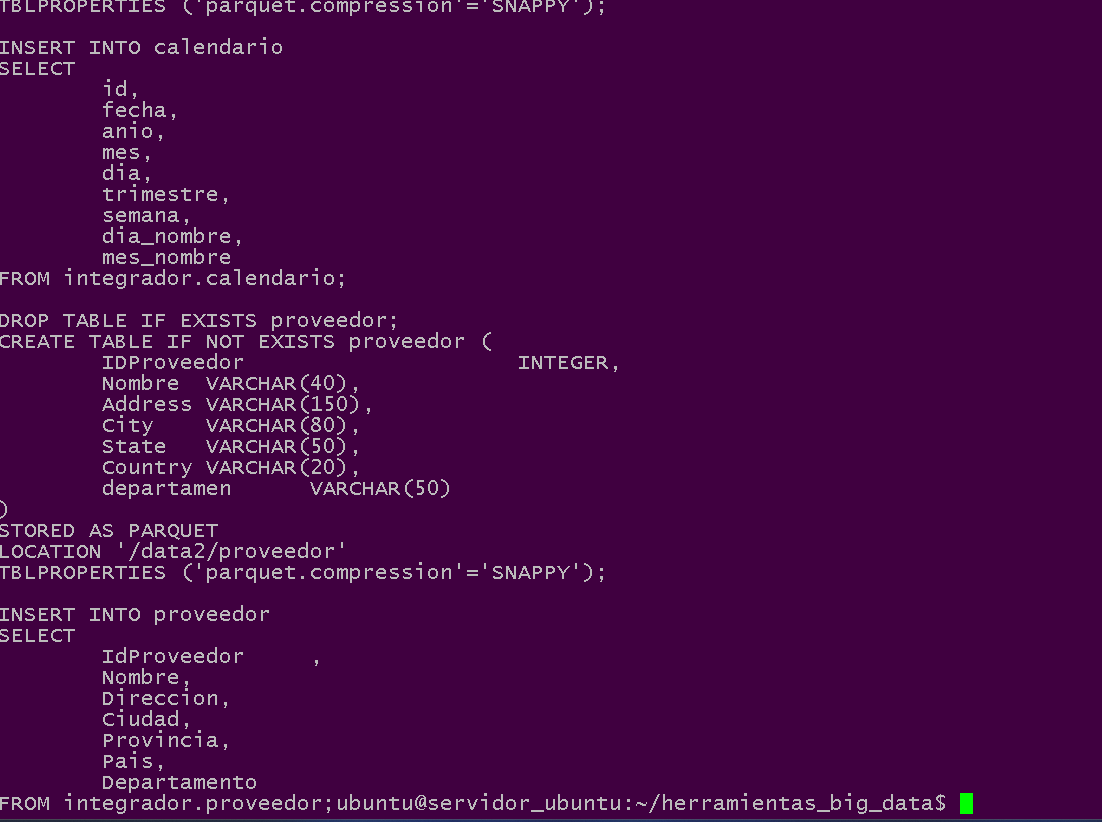 TBLPROPERTIES ('parquet.compression'='SNAPPY');
INSERT INTO calendario
SELECT
id,
fecha,
anio,
mes,
dia,
trimestre,
semana,
dia_nombre,
mes_nombre
FROM integrador.calendario;
DROP TABLE IF EXISTS proveedor;
CREATE TABLE IF NOT EXISTS proveedor (
IDProveedor INTEGER,
Nombre VARCHAR(40),
Address VARCHAR(150),
City VARCHAR(80),
State VARCHAR(50),
Country VARCHAR(20),
departamen VARCHAR(50)
)
STORED AS PARQUET
LOCATION '/data2/proveedor'
TBLPROPERTIES ('parquet.compression'='SNAPPY');
INSERT INTO proveedor
SELECT
IdProveedor ,
Nombre,
Direccion,
Ciudad,
Provincia,
Pais,
Departamento
FROM integrador.proveedor;ubuntu@servidor_ubuntu:~/herramientas_big_data$